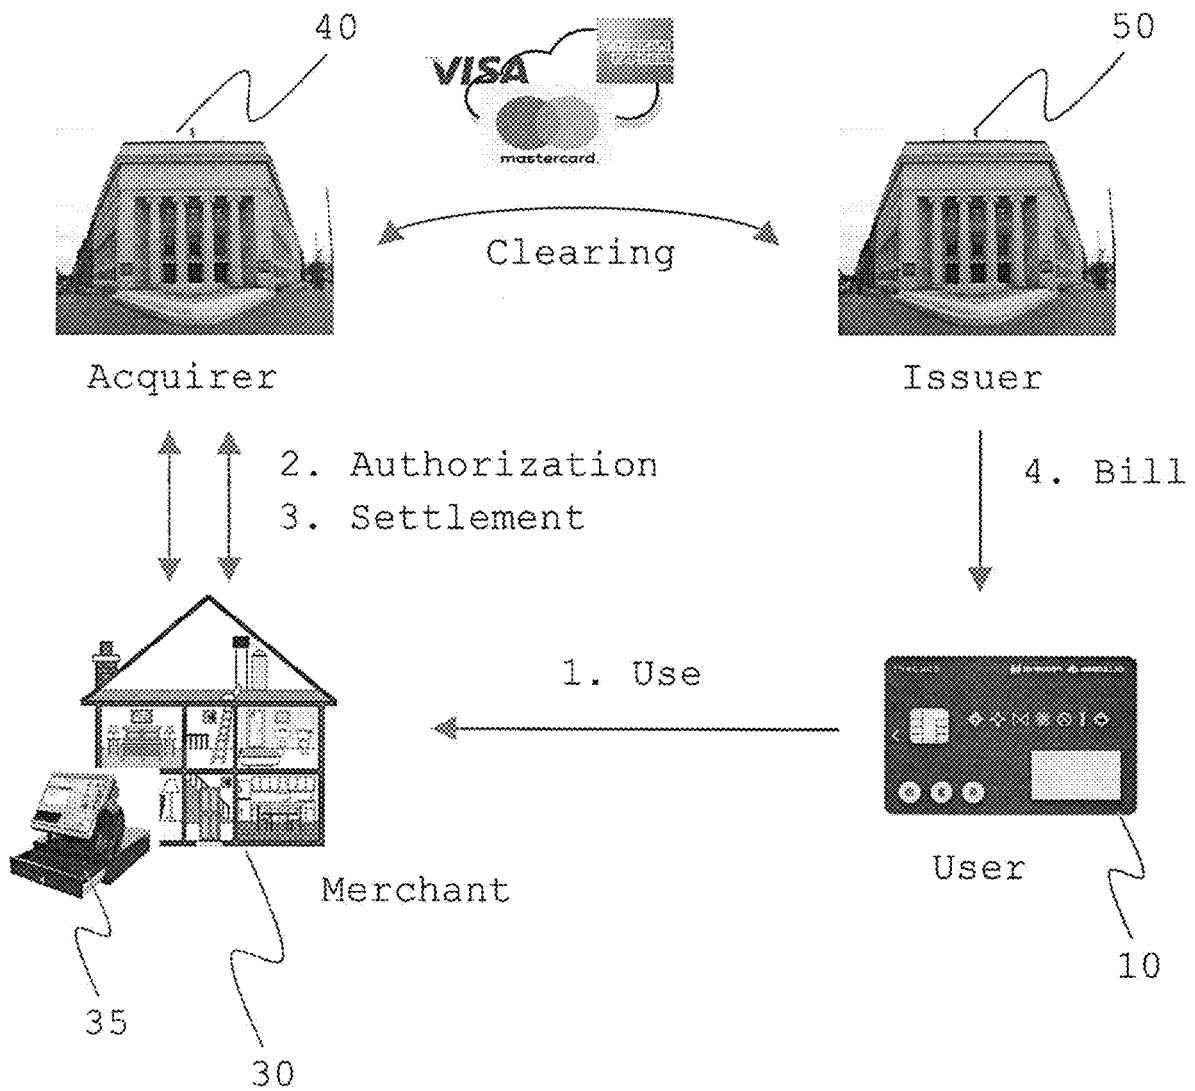 40
50
VISA
mastercard.
Clearing
Acquirer
Issuer
2. Authorization
3. Settlement
4. Bill
1. Use
User
Merchant
10
35
30